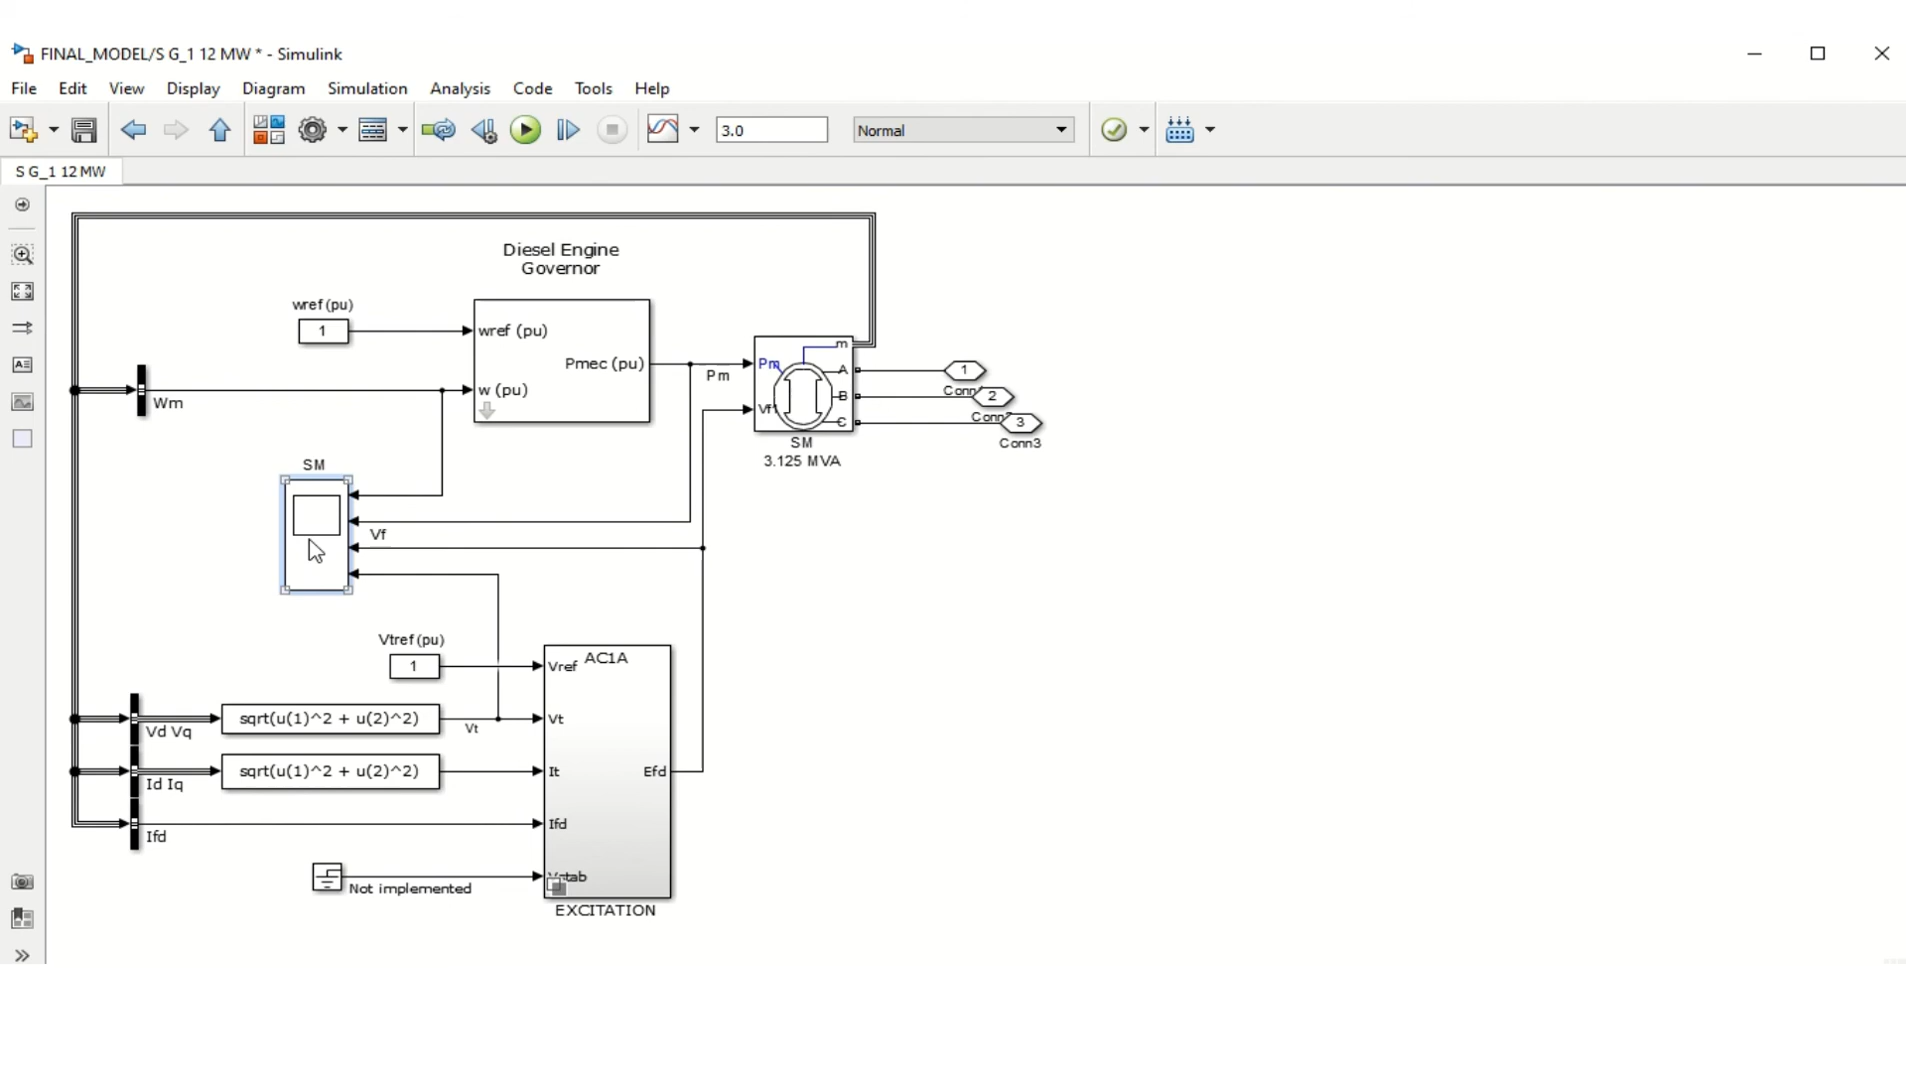 FINAL_MODEL/S G_1 12 MW * - Simulink
File Edit View Display Diagram Simulation Analysis Code Tools Help
3.0
Normal
S G_1 12 MW
Diesel Engine
Governor
wref (pu)
1
wref (pu)
Pmec (pu)
w (pu)
Wm
Pm
Pm
Vf1
m
A
B
C
SM
3.125 MVA
1
2
3
Conn3
SM
Vf
Vtref (pu)
1
AC1A
Vref
Vd Vq
sqrt(u(1)^2 + u(2)^2)
Vt
Vt
Id Iq
sqrt(u(1)^2 + u(2)^2)
It
Efd
Ifd
Ifd
Not implemented
EXCITATION